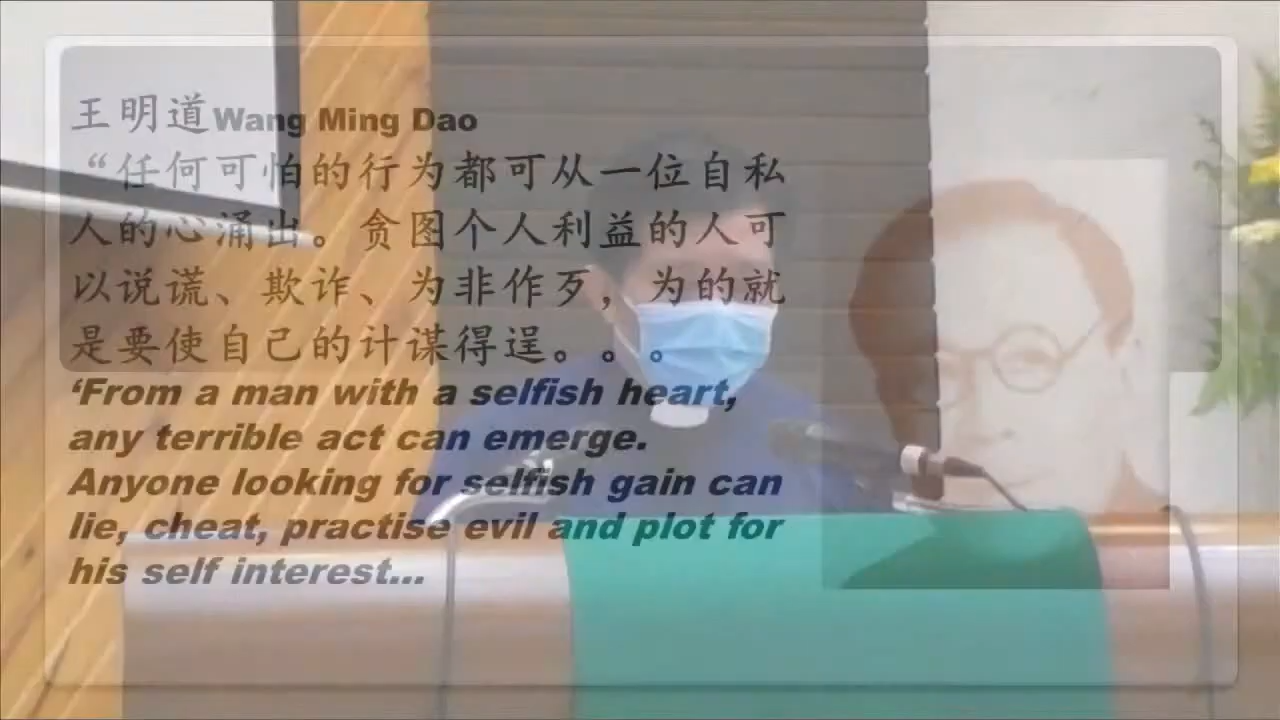 王明道Wang Ming Dao
“任何可怕的行为都可从一位自私
人的心涌出。贪图个人利益的人可
以说谎、欺诈、为非作歹，为的就
是要使自己的计谋得逞。。。
‘From a man with a selfish heart,
any terrible act can emerge.
Anyone looking for selfish gain can
lie, cheat, practise evil and plot for
his self interest...